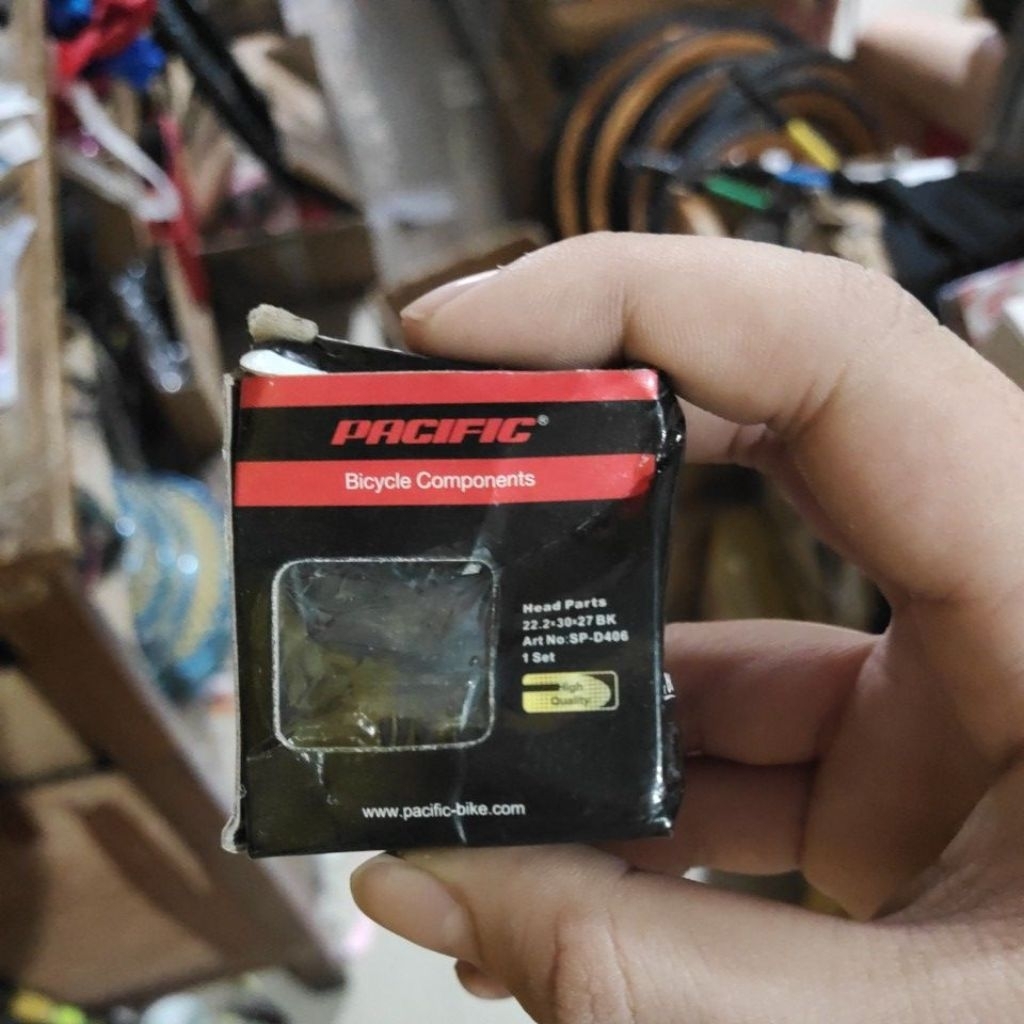 PACIFIC®
Bicycle Components
Head Parts
22.2*30*27 BK
Art No:SP-D406
1 Set
High
Quality
www.pacific-bike.com